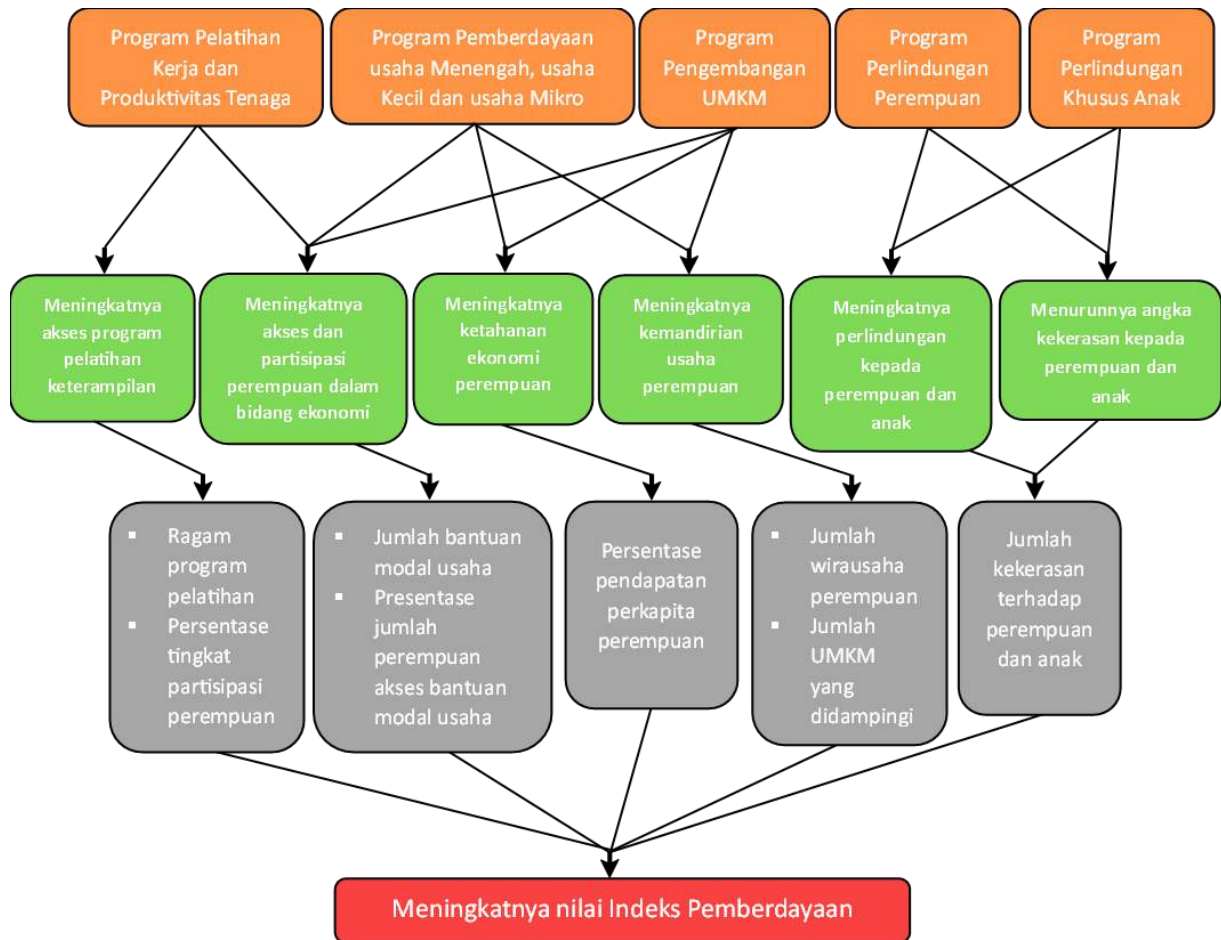 Program Pelatihan
Kerja dan
Produktivitas Tenaga
Program Pemberdayaan
usaha Menengah, usaha
Kecil dan usaha Mikro
Program
Pengembangan
UMKM
Program
Perlindungan
Perempuan
Program
Perlindungan
Khusus Anak
Meningkatnya
akses program
pelatihan
keterampilan
Meningkatnya
akses dan
partisipasi
perempuan dalam
bidang ekonomi
Meningkatnya
ketahanan
ekonomi
perempuan
Meningkatnya
kemandirian
usaha
perempuan
Meningkatnya
perlindungan
kepada
perempuan dan
anak
Menurunnya angka
kekerasan kepada
perempuan dan
anak
▪ Ragam
program
pelatihan
▪ Persentase
tingkat
partisipasi
perempuan
▪ Jumlah bantuan
modal usaha
▪ Presentase
jumlah
perempuan
akses bantuan
modal usaha
Persentase
pendapatan
perkapita
perempuan
▪ Jumlah
wirausaha
perempuan
▪ Jumlah
UMKM
yang
didampingi
Jumlah
kekerasan
terhadap
perempuan
dan anak
Meningkatnya nilai Indeks Pemberdayaan